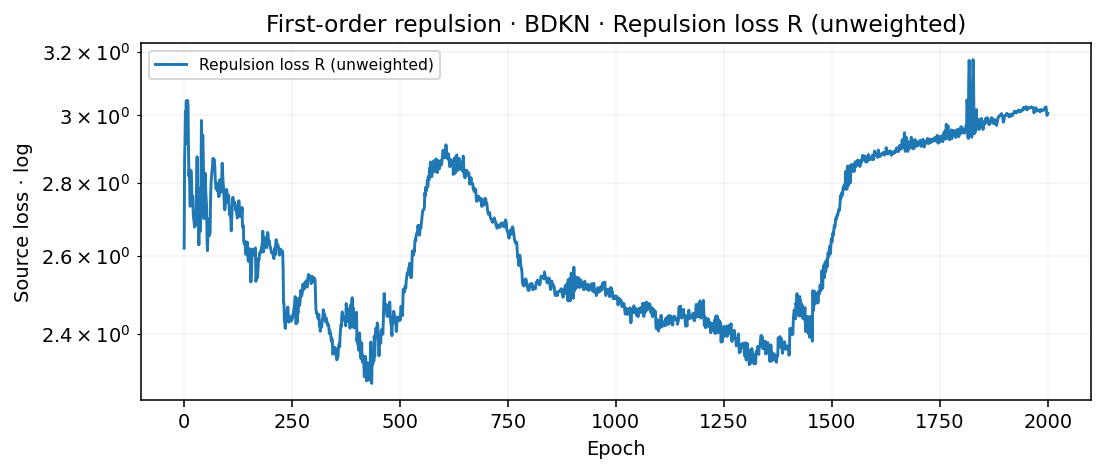 First-order repulsion · BDKN · Repulsion loss R (unweighted)
Repulsion loss R (unweighted)
Source loss · log
3.2 × 10⁰
3 × 10⁰
2.8 × 10⁰
2.6 × 10⁰
2.4 × 10⁰
0 250 500 750 1000 1250 1500 1750 2000
Epoch